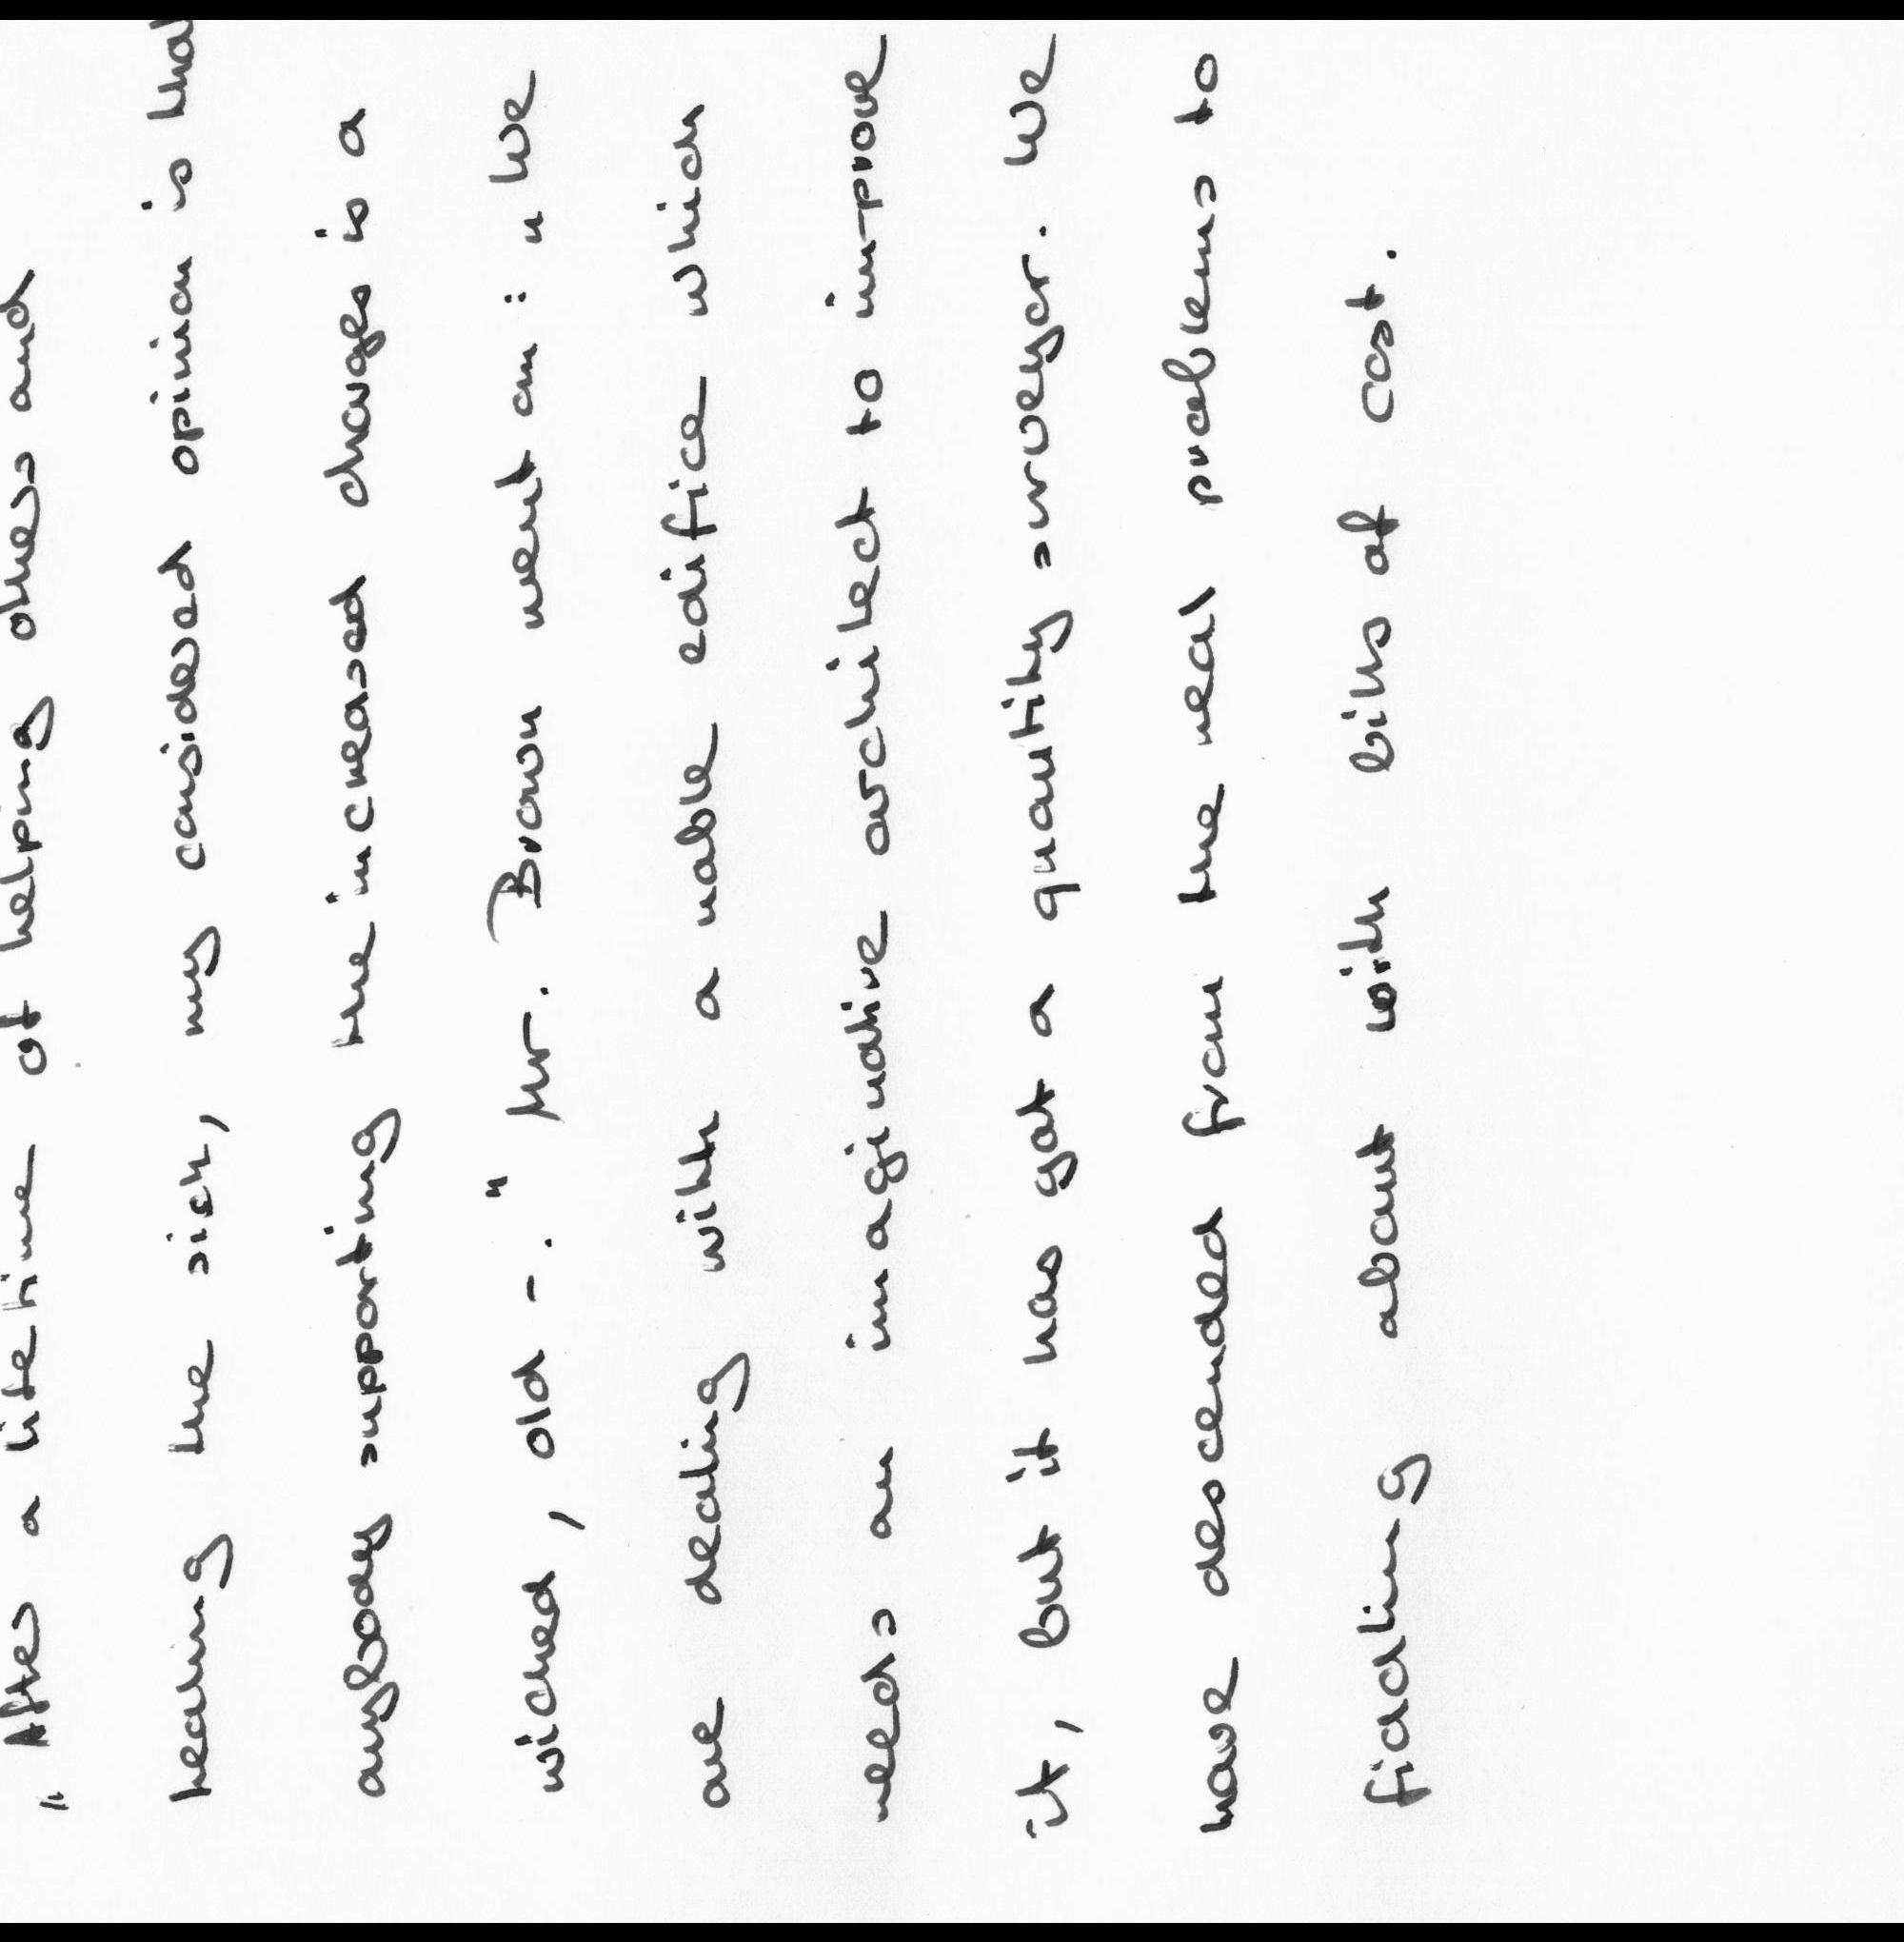 " After a lifetime of helping others and
healing the sick, my considered opinion is that
anybody supporting the increased charges is a
wicked, old -. " Mr. Brown went on : " We
are dealing with a noble edifice which
needs an imaginative architect to improve
it, but it has got a quantity surveyor. We
have descended from the real problems to
fiddling about with bills of cost.